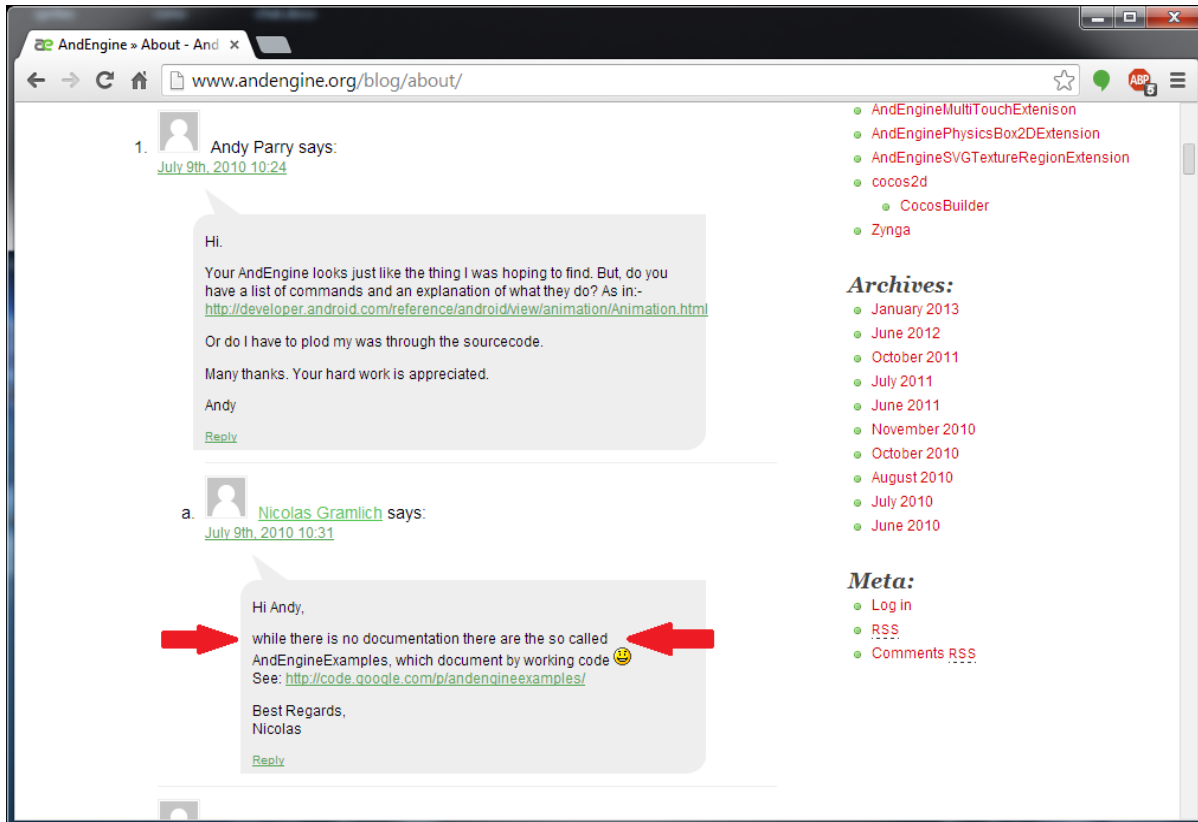 AndEngine » About - And
www.andengine.org/blog/about/
ABP
5
1. Andy Parry says:
July 9th, 2010 10:24
Hi.
Your AndEngine looks just like the thing I was hoping to find. But, do you
have a list of commands and an explanation of what they do? As in:-
http://developer.android.com/reference/android/view/animation/Animation.html
Or do I have to plod my was through the sourcecode.
Many thanks. Your hard work is appreciated.
Andy
Reply
a. Nicolas Gramlich says:
July 9th, 2010 10:31
Hi Andy,
while there is no documentation there are the so called
AndEngineExamples, which document by working code
See: http://code.google.com/p/andengineexamples/
Best Regards,
Nicolas
Reply
AndEngineMultiTouchExtenison
AndEnginePhysicsBox2DExtension
AndEngineSVGTextureRegionExtension
cocos2d
CocosBuilder
Zynga
Archives:
January 2013
June 2012
October 2011
July 2011
June 2011
November 2010
October 2010
August 2010
July 2010
June 2010
Meta:
Log in
RSS
Comments RSS